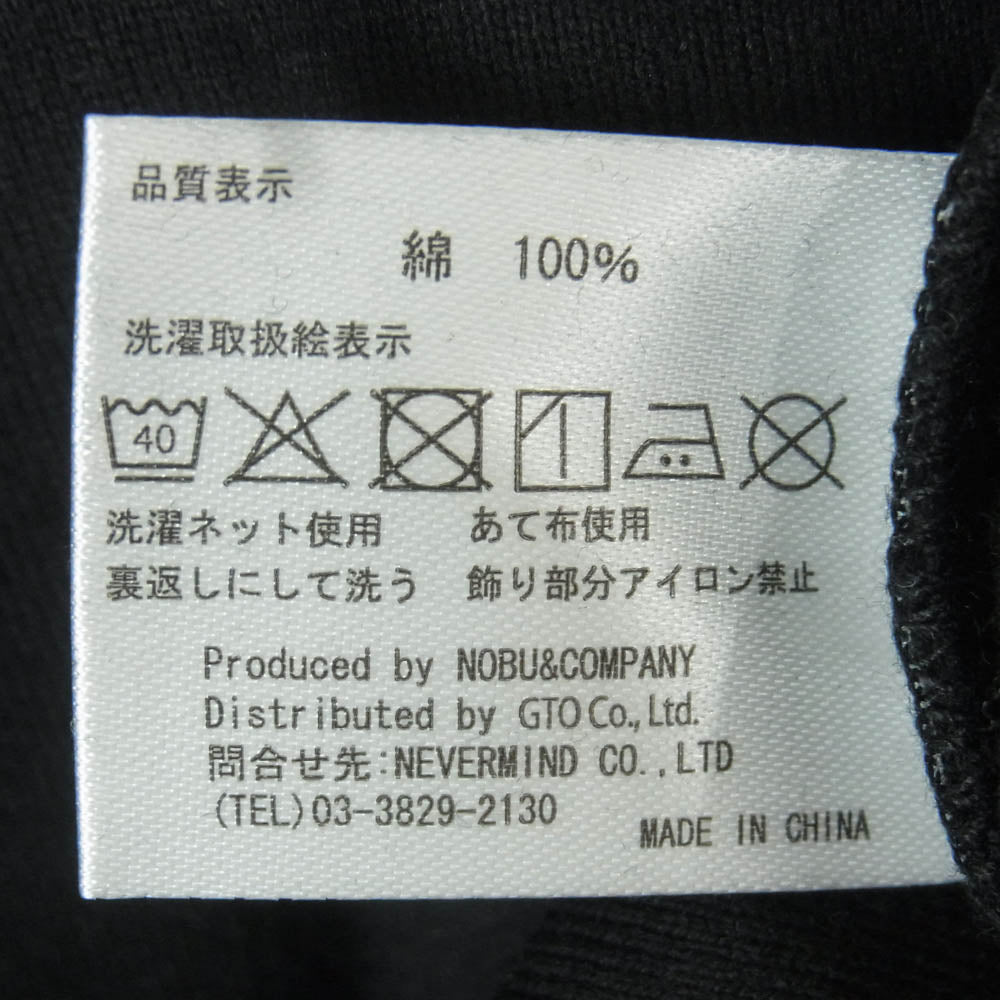 品質表示
綿 100%
洗濯取扱絵表示
40
洗濯ネット使用 あて布使用
裏返しにして洗う 飾り部分アイロン禁止
Produced by NOBU&COMPANY
Distributed by GTO Co., Ltd.
問合せ先:NEVERMIND CO.,LTD
(TEL)03-3829-2130
MADE IN CHINA